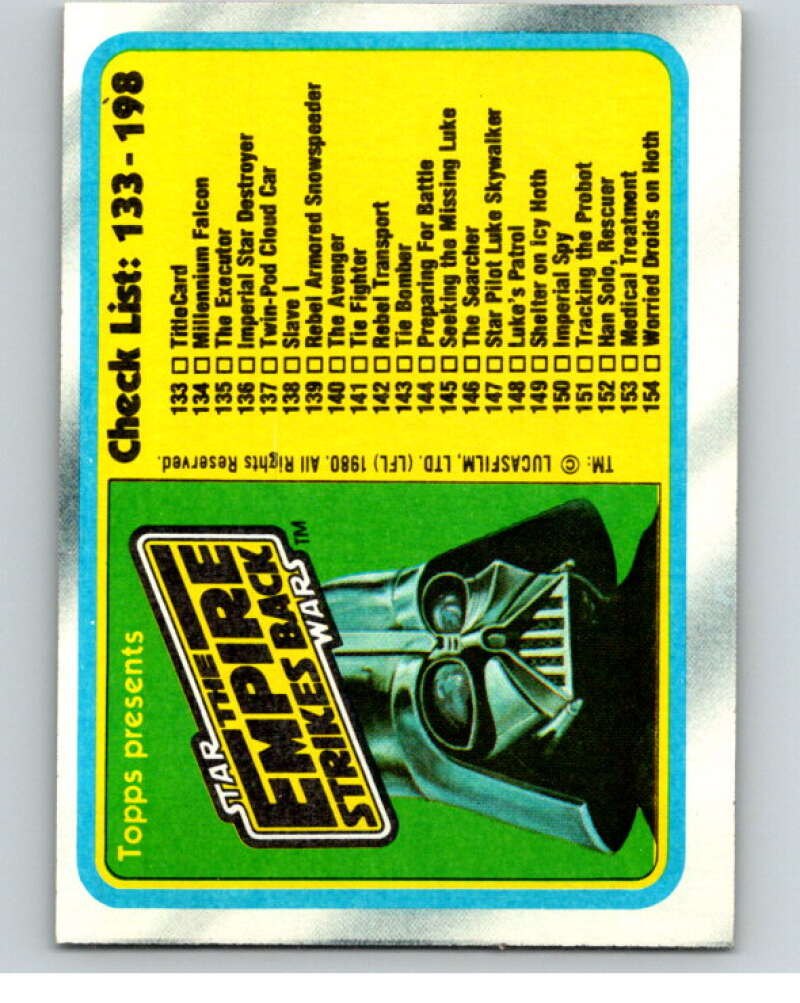 Topps presents
STAR
THE
EMPIRE
STRIKES BACK
WARS™
Check List: 133-198
133 □ TitleCard
134 □ Millennium Falcon
135 □ The Executor
136 □ Imperial Star Destroyer
137 □ Twin-Pod Cloud Car
138 □ Slave I
139 □ Rebel Armored Snowspeeder
140 □ The Avenger
141 □ Tie Fighter
142 □ Rebel Transport
143 □ Tie Bomber
144 □ Preparing For Battle
145 □ Seeking the Missing Luke
146 □ The Searcher
147 □ Star Pilot Luke Skywalker
148 □ Luke's Patrol
149 □ Shelter on Icy Hoth
150 □ Imperial Spy
151 □ Tracking the Probot
152 □ Han Solo, Rescuer
153 □ Medical Treatment
154 □ Worried Droids on Hoth
TM: © LUCASFILM, LTD. (LFL) 1980. All Rights Reserved.